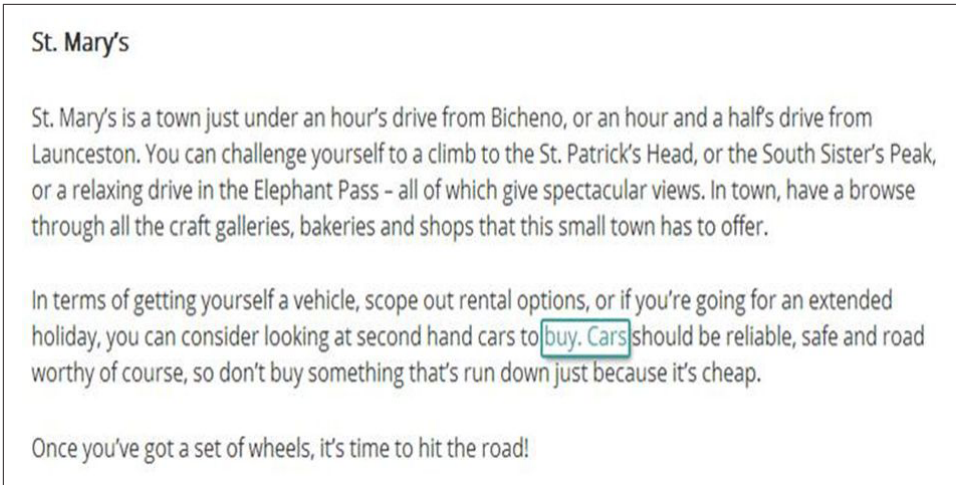 St. Mary's
St. Mary's is a town just under an hour's drive from Bicheno, or an hour and a half's drive from
Launceston. You can challenge yourself to a climb to the St. Patrick's Head, or the South Sister's Peak,
or a relaxing drive in the Elephant Pass – all of which give spectacular views. In town, have a browse
through all the craft galleries, bakeries and shops that this small town has to offer.
In terms of getting yourself a vehicle, scope out rental options, or if you're going for an extended
holiday, you can consider looking at second hand cars to buy. Cars should be reliable, safe and road
worthy of course, so don't buy something that's run down just because it's cheap.
Once you've got a set of wheels, it's time to hit the road!